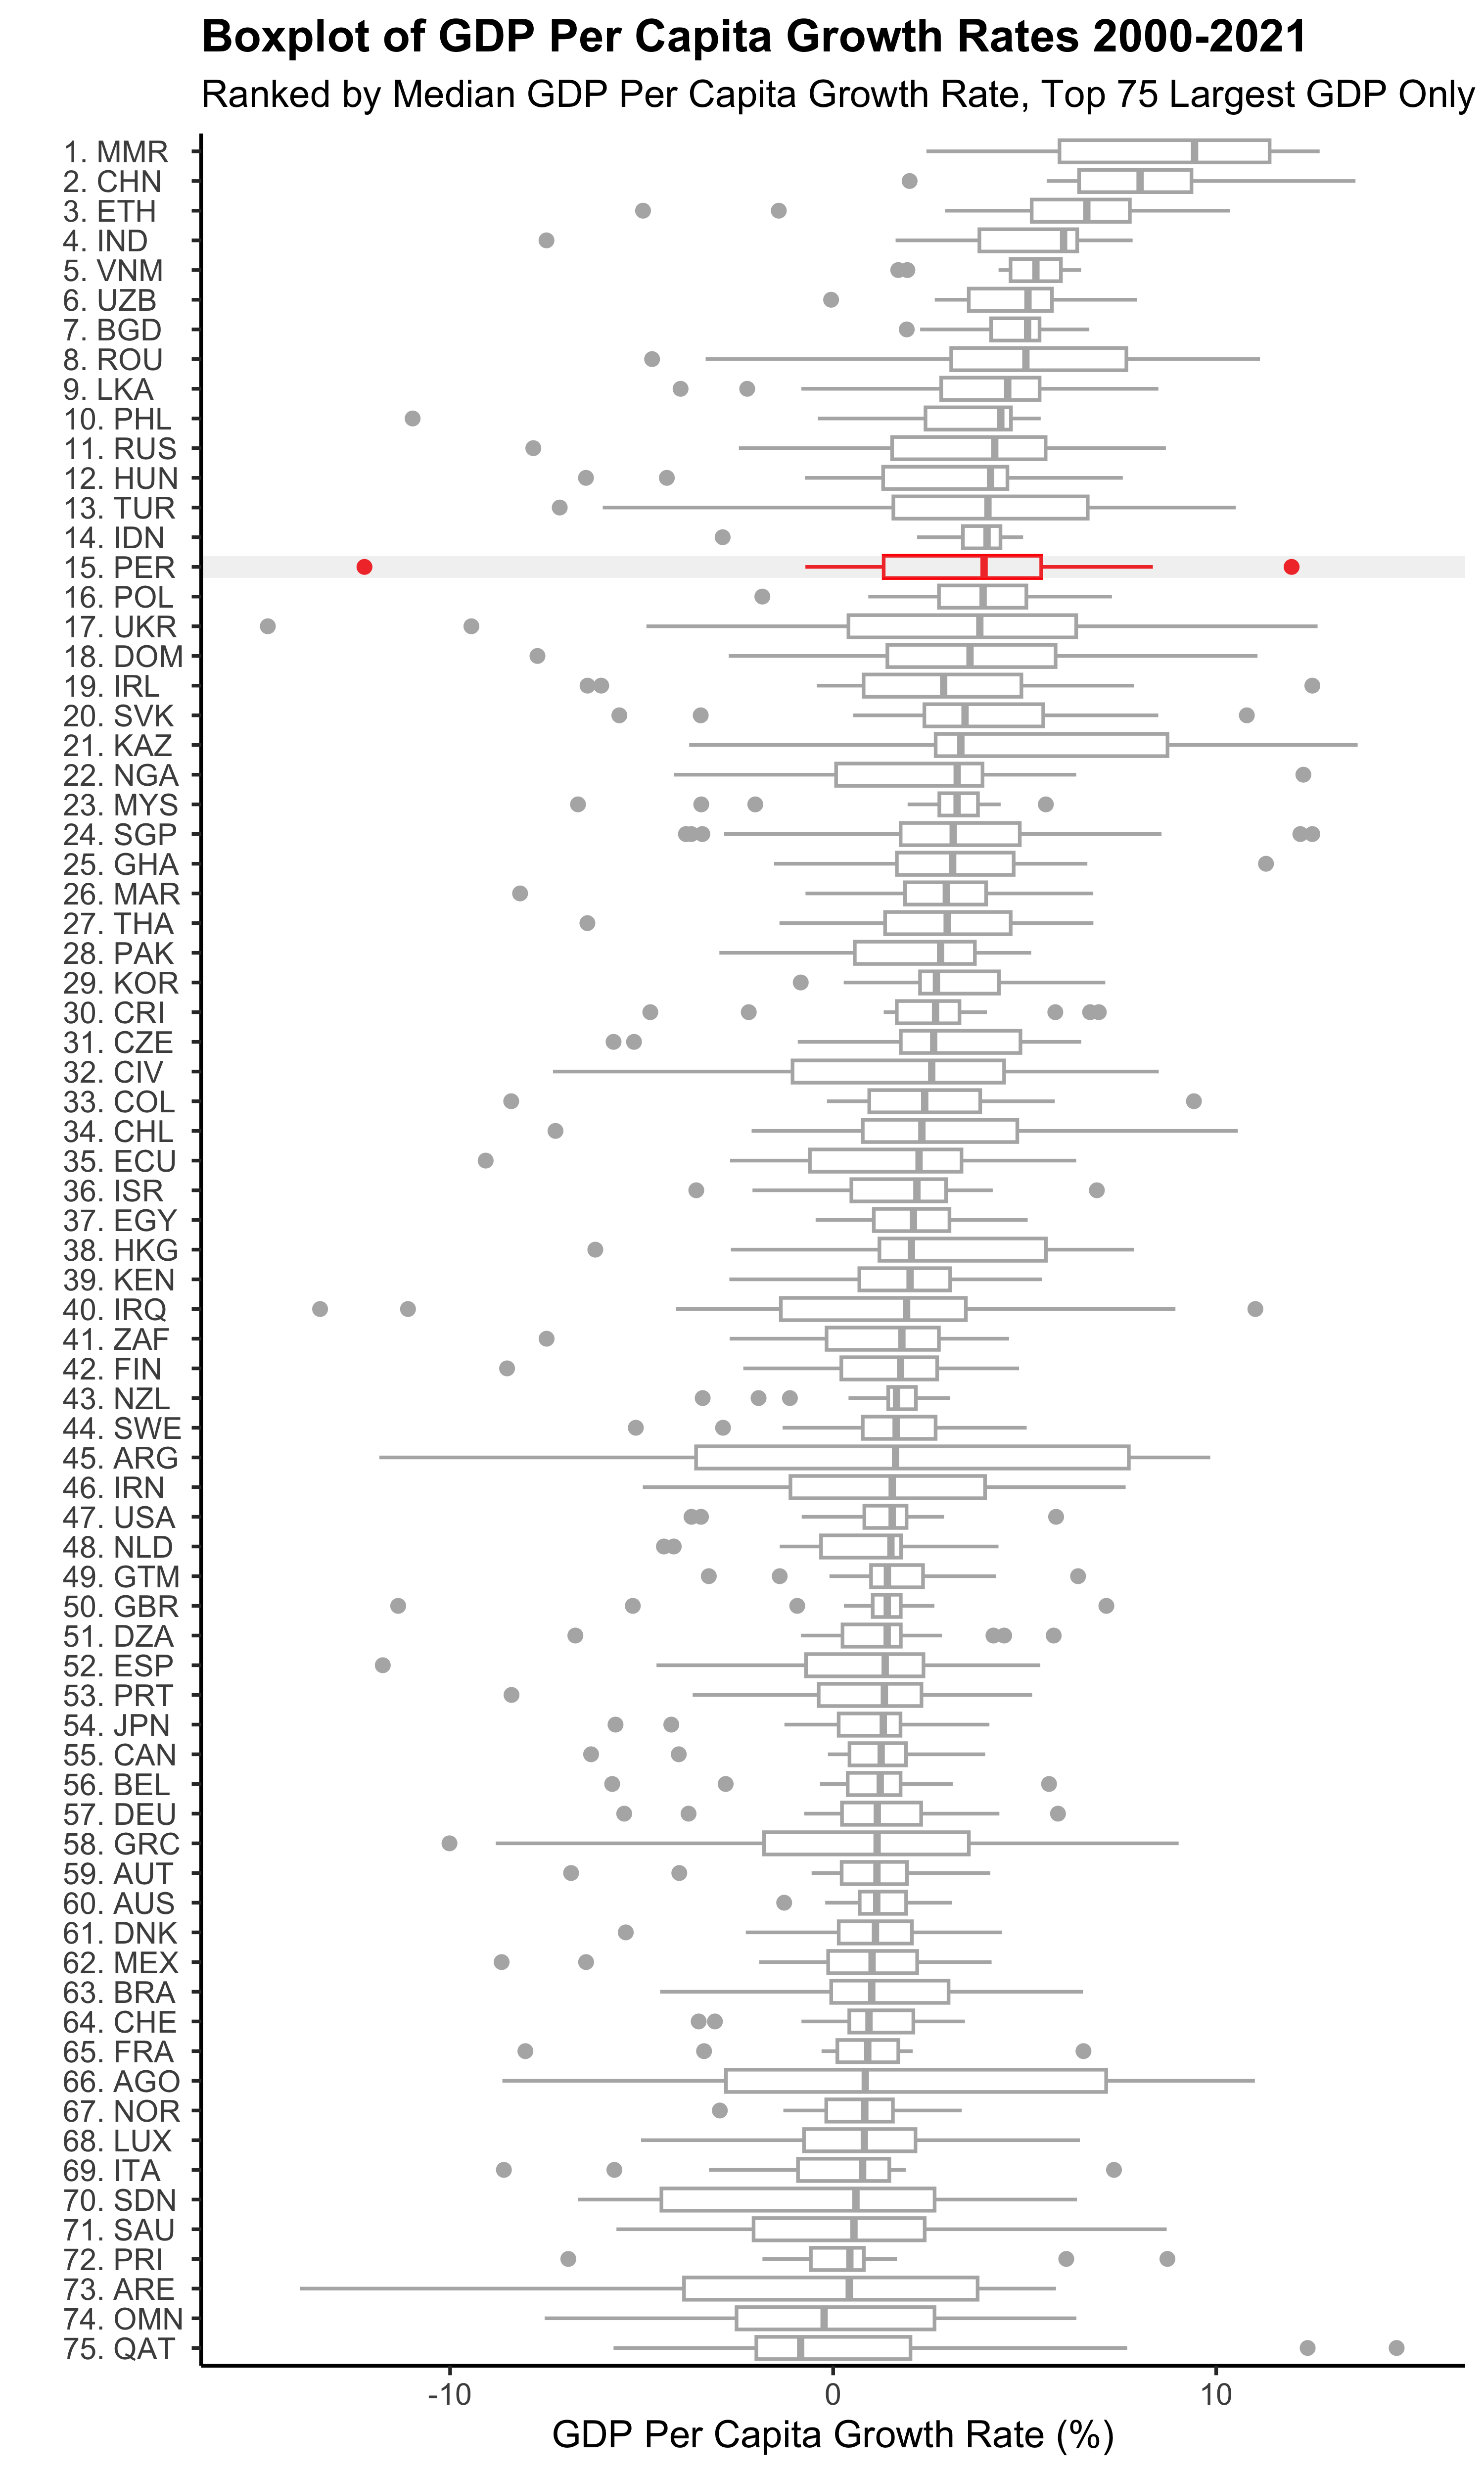 Boxplot of GDP Per Capita Growth Rates 2000-2021
Ranked by Median GDP Per Capita Growth Rate, Top 75 Largest GDP Only
1. MMR
2. CHN
3. ETH
4. IND
5. VNM
6. UZB
7. BGD
8. ROU
9. LKA
10. PHL
11. RUS
12. HUN
13. TUR
14. IDN
15. PER
16. POL
17. UKR
18. DOM
19. IRL
20. SVK
21. KAZ
22. NGA
23. MYS
24. SGP
25. GHA
26. MAR
27. THA
28. PAK
29. KOR
30. CRI
31. CZE
32. CIV
33. COL
34. CHL
35. ECU
36. ISR
37. EGY
38. HKG
39. KEN
40. IRQ
41. ZAF
42. FIN
43. NZL
44. SWE
45. ARG
46. IRN
47. USA
48. NLD
49. GTM
50. GBR
51. DZA
52. ESP
53. PRT
54. JPN
55. CAN
56. BEL
57. DEU
58. GRC
59. AUT
60. AUS
61. DNK
62. MEX
63. BRA
64. CHE
65. FRA
66. AGO
67. NOR
68. LUX
69. ITA
70. SDN
71. SAU
72. PRI
73. ARE
74. OMN
75. QAT
-10 0 10
GDP Per Capita Growth Rate (%)